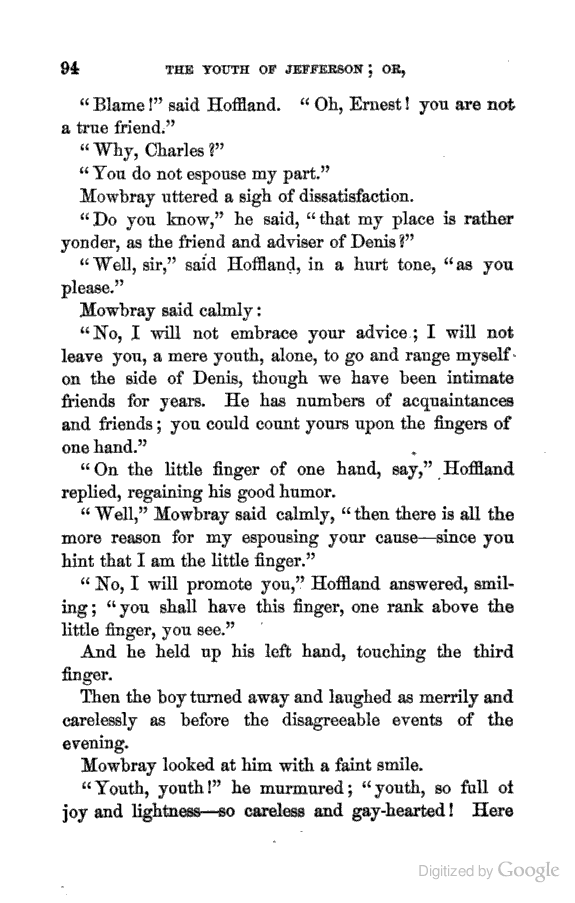 94 THE YOUTH OF JEFFERSON; OR,
"Blame!" said Hoffland. "Oh, Ernest! you are not
a true friend."
"Why, Charles?"
"You do not espouse my part."
Mowbray uttered a sigh of dissatisfaction.
"Do you know," he said, "that my place is rather
yonder, as the friend and adviser of Denis?"
"Well, sir," said Hoffland, in a hurt tone, "as you
please."
Mowbray said calmly:
"No, I will not embrace your advice; I will not
leave you, a mere youth, alone, to go and range myself
on the side of Denis, though we have been intimate
friends for years. He has numbers of acquaintances
and friends; you could count yours upon the fingers of
one hand."
"On the little finger of one hand, say," Hoffland
replied, regaining his good humor.
"Well," Mowbray said calmly, "then there is all the
more reason for my espousing your cause—since you
hint that I am the little finger."
"No, I will promote you," Hoffland answered, smil-
ing; "you shall have this finger, one rank above the
little finger, you see."
And he held up his left hand, touching the third
finger.
Then the boy turned away and laughed as merrily and
carelessly as before the disagreeable events of the
evening.
Mowbray looked at him with a faint smile.
"Youth, youth!" he murmured; "youth, so full of
joy and lightness—so careless and gay-hearted! Here
Digitized by Google